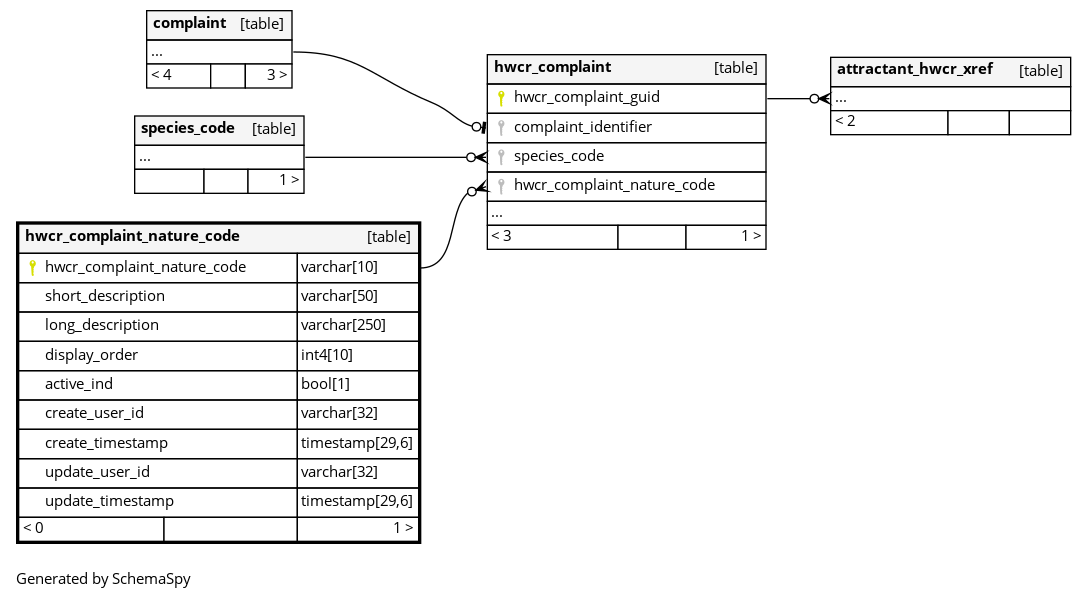 complaint [table]
...
< 4 3 >
species_code [table]
...
1 >
hwcr_complaint_nature_code [table]
hwcr_complaint_nature_code varchar[10]
short_description varchar[50]
long_description varchar[250]
display_order int4[10]
active_ind bool[1]
create_user_id varchar[32]
create_timestamp timestamp[29,6]
update_user_id varchar[32]
update_timestamp timestamp[29,6]
< 0 1 >
hwcr_complaint [table]
hwcr_complaint_guid
complaint_identifier
species_code
hwcr_complaint_nature_code
...
< 3 1 >
attractant_hwcr_xref [table]
...
< 2
Generated by SchemaSpy